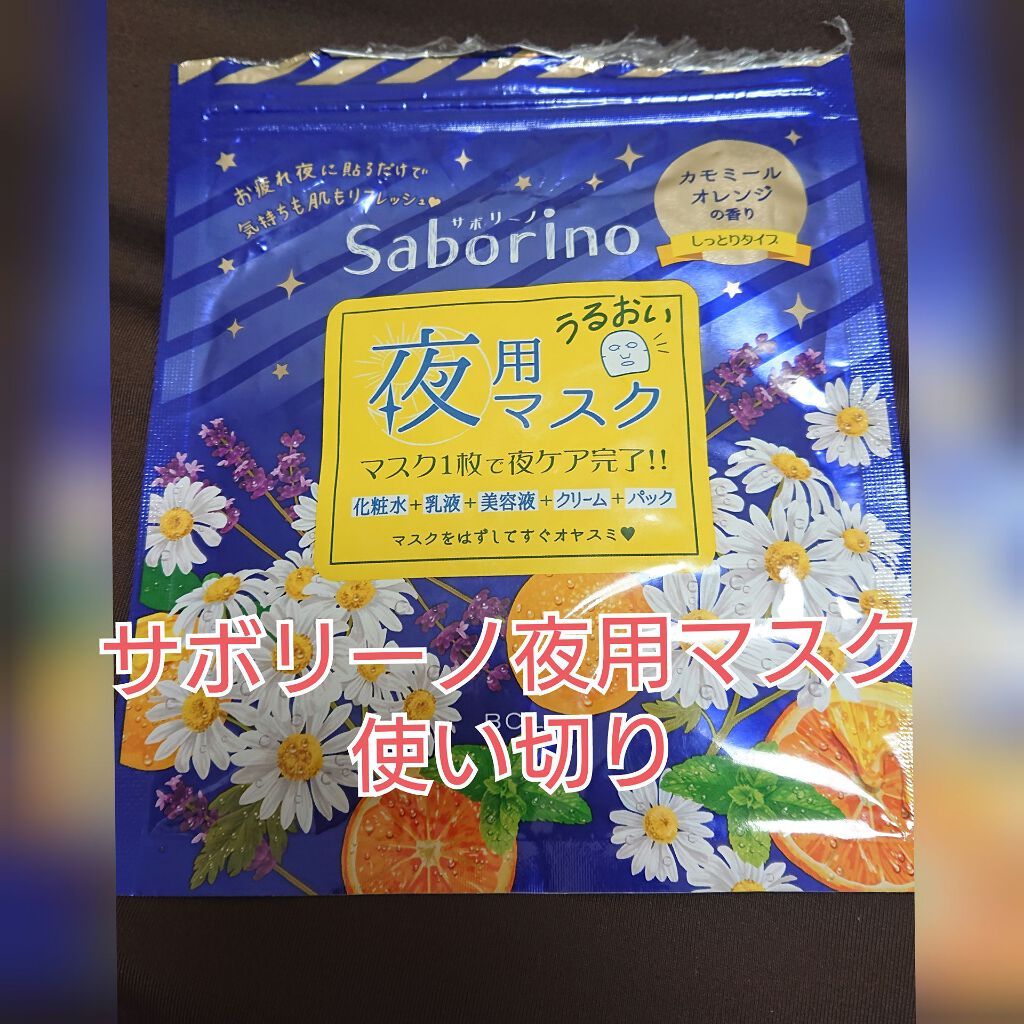 お疲れ夜に貼るだけで
気持ちも肌もリフレッシュ♥
サボリーノ
Saborino
カモミール
オレンジ
の香り
しっとりタイプ
うるおい
夜用
マスク
マスク1枚で夜ケア完了!!
化粧水+乳液+美容液+クリーム+パック
マスクをはずしてすぐオヤスミ♥
サボリーノ夜用マスク
使い切り